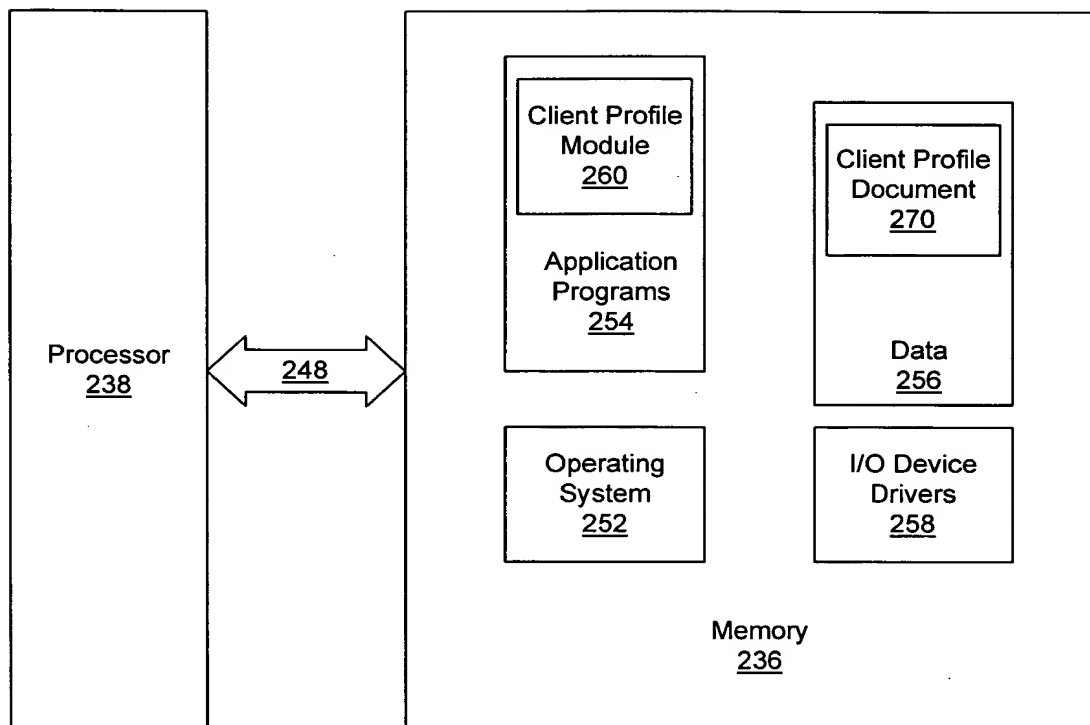 Processor
238
248
Client Profile
Module
260
Application
Programs
254
Client Profile
Document
270
Data
256
Operating
System
252
I/O Device
Drivers
258
Memory
236